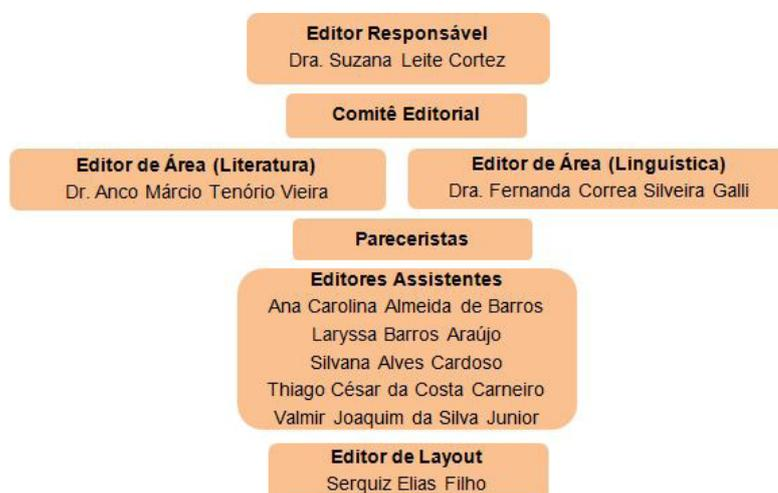 Editor Responsável
Dra. Suzana Leite Cortez
Comitê Editorial
Editor de Área (Literatura)
Dr. Anco Márcio Tenório Vieira
Editor de Área (Linguística)
Dra. Fernanda Correa Silveira Galli
Pareceristas
Editores Assistentes
Ana Carolina Almeida de Barros
Laryssa Barros Araújo
Silvana Alves Cardoso
Thiago César da Costa Carneiro
Valmir Joaquim da Silva Junior
Editor de Layout
Serquiz Elias Filho